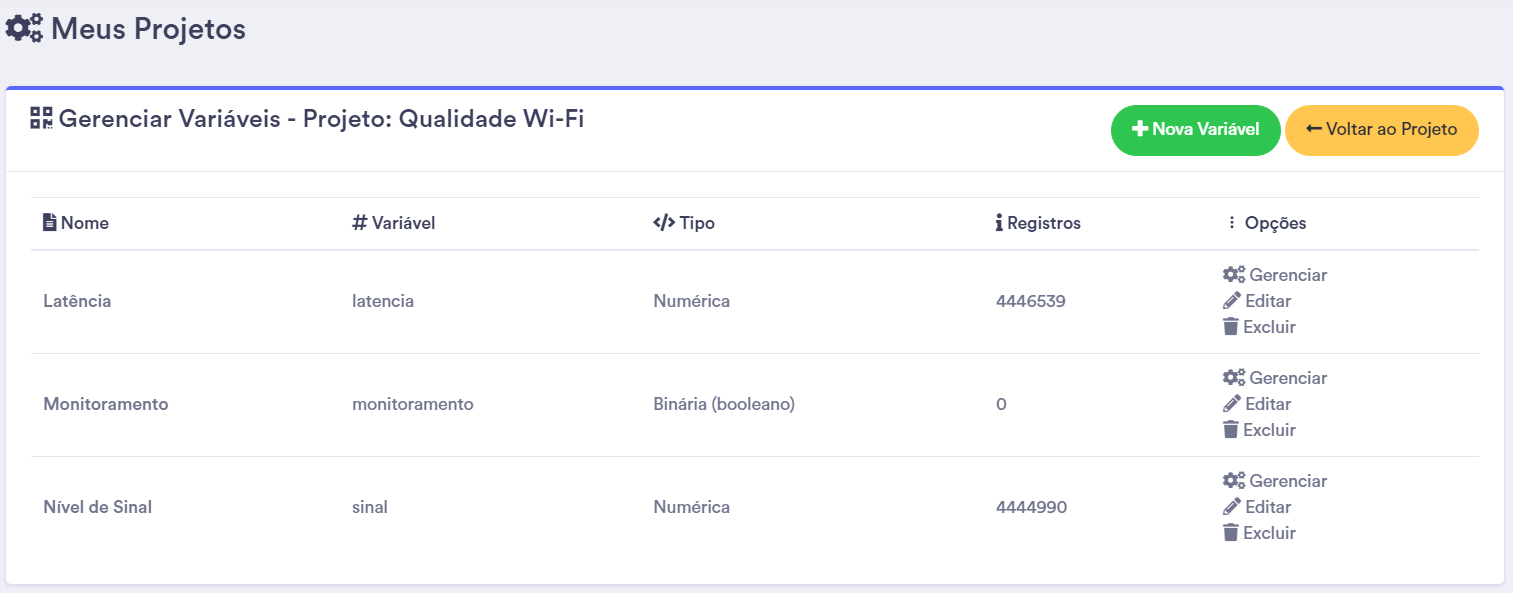 Meus Projetos
Gerenciar Variáveis - Projeto: Qualidade Wi-Fi
Nova Variável
Voltar ao Projeto
Nome
Variável
Tipo
Registros
Opções
Latência
latencia
Numérica
4446539
Gerenciar
Editar
Excluir
Monitoramento
monitoramento
Binária (booleano)
0
Gerenciar
Editar
Excluir
Nível de Sinal
sinal
Numérica
4444990
Gerenciar
Editar
Excluir